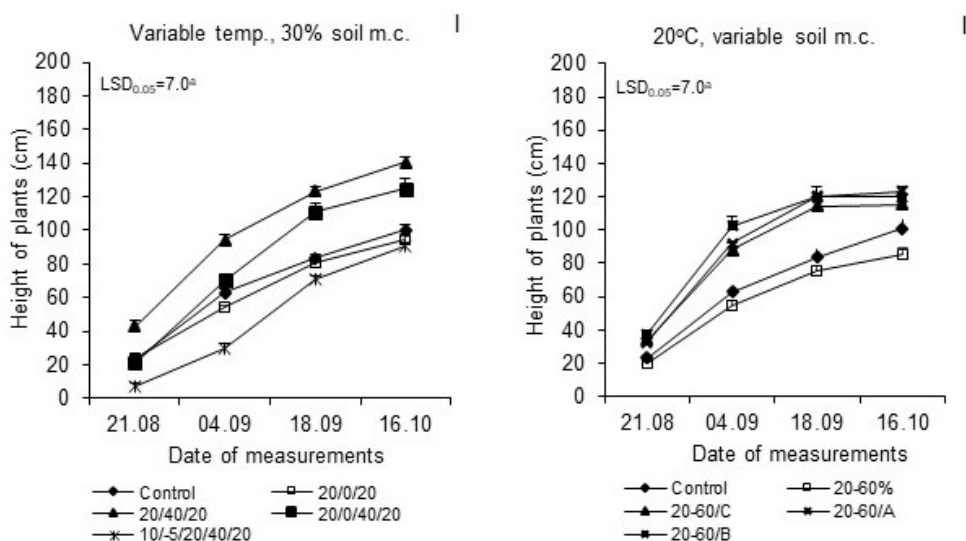 Variable temp., 30% soil m.c.
I
LSD0.05=7.0a
Height of plants (cm)
200
180
160
140
120
100
80
60
40
20
0
21.08 04.09 18.09 16.10
Date of measurements
Control 20/0/20
20/40/20 20/0/40/20
10/-5/20/40/20
20oC, variable soil m.c.
I
LSD0.05=7.0a
Height of plants (cm)
200
180
160
140
120
100
80
60
40
20
0
21.08 04.09 18.09 16.10
Date of measurements
Control 20-60%
20-60/C 20-60/A
20-60/B